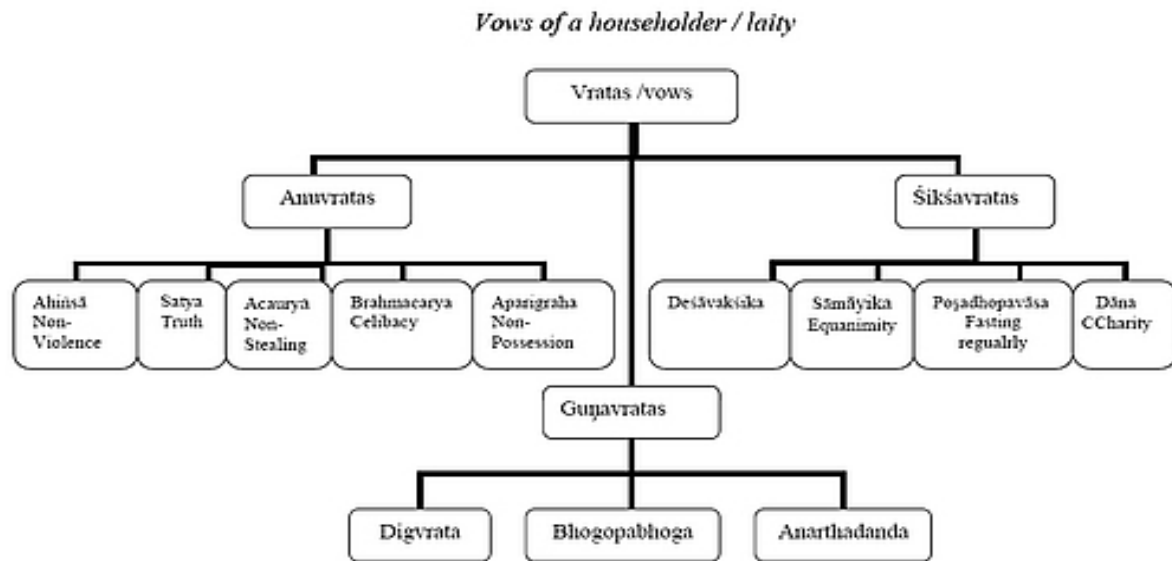 Vows of a householder / laity
Vratas /vows
Anuvratas
Śikśavratas
Ahiṁsā
Non-
Violence
Satya
Truth
Acaurya
Non-
Stealing
Brahmacarya
Celibacy
Aparigraha
Non-
Possession
Deśāvakśika
Sāmāyika
Equanimity
Poṣadhopavāsa
Fasting
regualrly
Dāna
CCharity
Guṇavratas
Digvrata
Bhogopabhoga
Anarthadanda